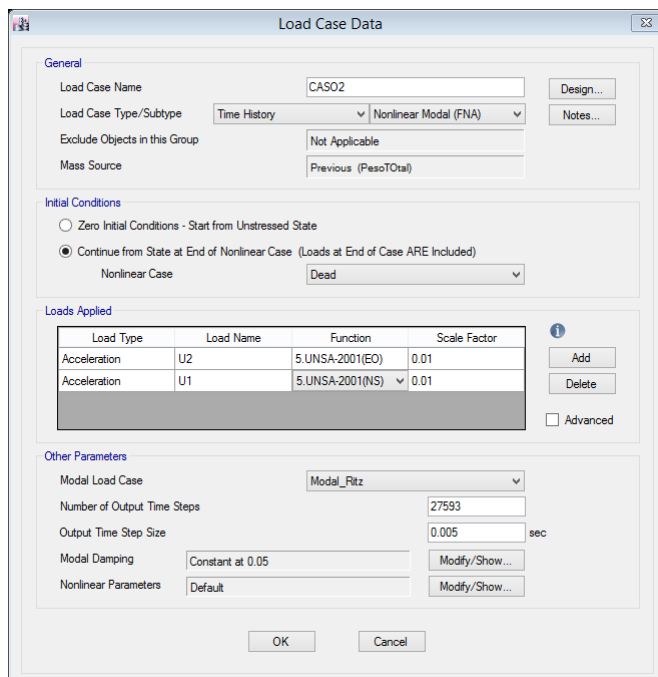 Load Case Data
General
Load Case Name CASO2 Design...
Load Case Type/Subtype Time History Nonlinear Modal (FNA) Notes...
Exclude Objects in this Group Not Applicable
Mass Source Previous (PesoTOtal)
Initial Conditions
Zero Initial Conditions - Start from Unstressed State
Continue from State at End of Nonlinear Case (Loads at End of Case ARE Included)
Nonlinear Case Dead
Loads Applied
Load Type Load Name Function Scale Factor
Acceleration U2 5.UNSA-2001(EO) 0.01 Add
Acceleration U1 5.UNSA-2001(NS) 0.01 Delete
Advanced
Other Parameters
Modal Load Case Modal_Ritz
Number of Output Time Steps 27593
Output Time Step Size 0.005 sec
Modal Damping Constant at 0.05 Modify/Show...
Nonlinear Parameters Default Modify/Show...
OK Cancel